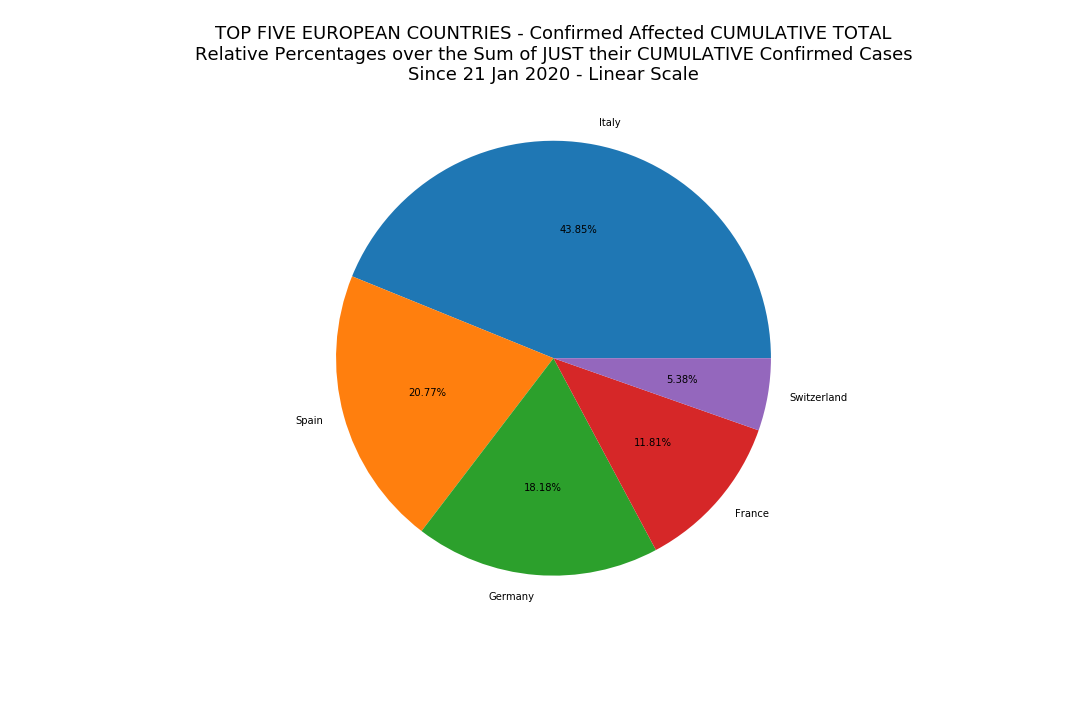 TOP FIVE EUROPEAN COUNTRIES - Confirmed Affected CUMULATIVE TOTAL
Relative Percentages over the Sum of JUST their CUMULATIVE Confirmed Cases
Since 21 Jan 2020 - Linear Scale
Italy
43.85%
5.38%
20.77%
Switzerland
Spain
11.81%
18.18%
France
Germany